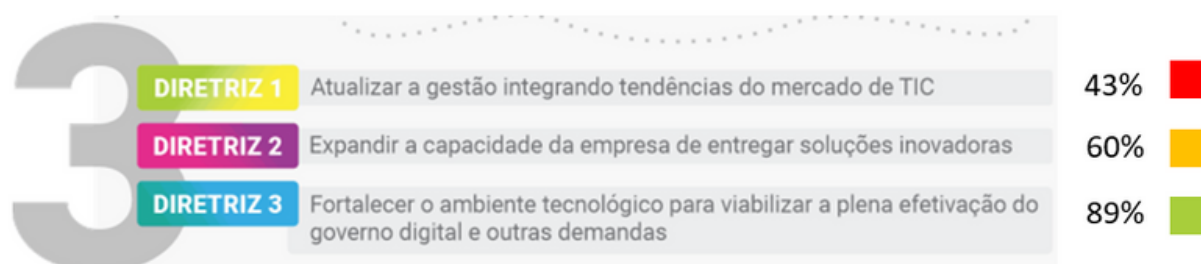 3
DIRETRIZ 1 Atualizar a gestão integrando tendências do mercado de TIC 43%
DIRETRIZ 2 Expandir a capacidade da empresa de entregar soluções inovadoras 60%
DIRETRIZ 3 Fortalecer o ambiente tecnológico para viabilizar a plena efetivação do
governo digital e outras demandas 89%